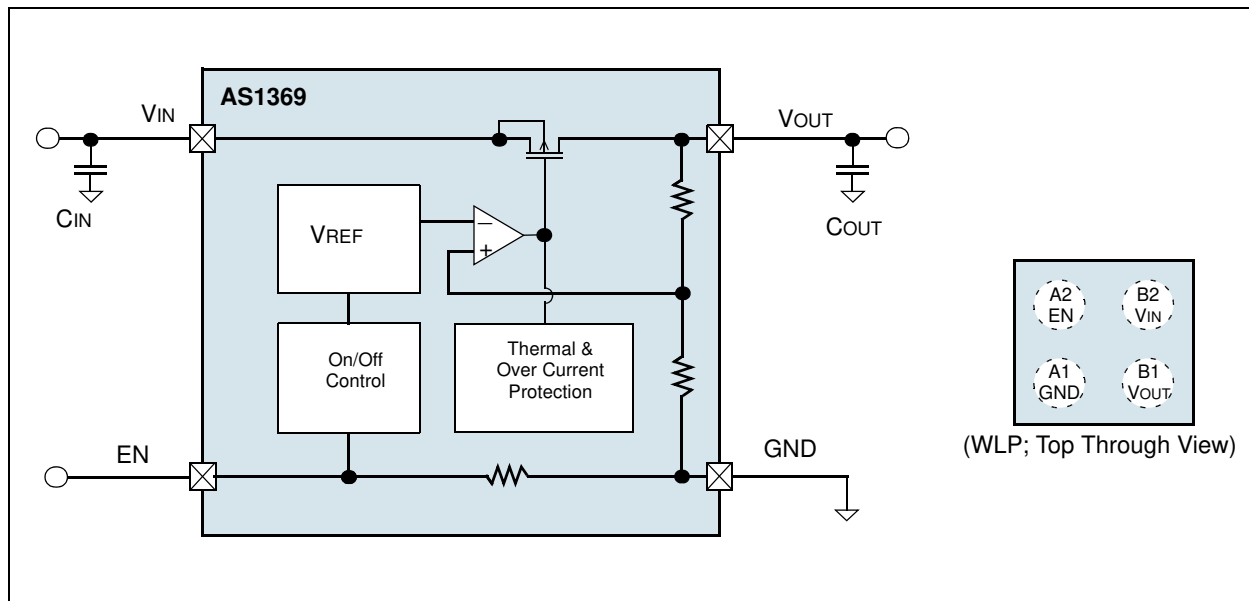 AS1369
VIN
VOUT
CIN
COUT
VREF
−
+
On/Off
Control
Thermal &
Over Current
Protection
EN
GND
A2
EN
B2
VIN
A1
GND
B1
VOUT
(WLP; Top Through View)